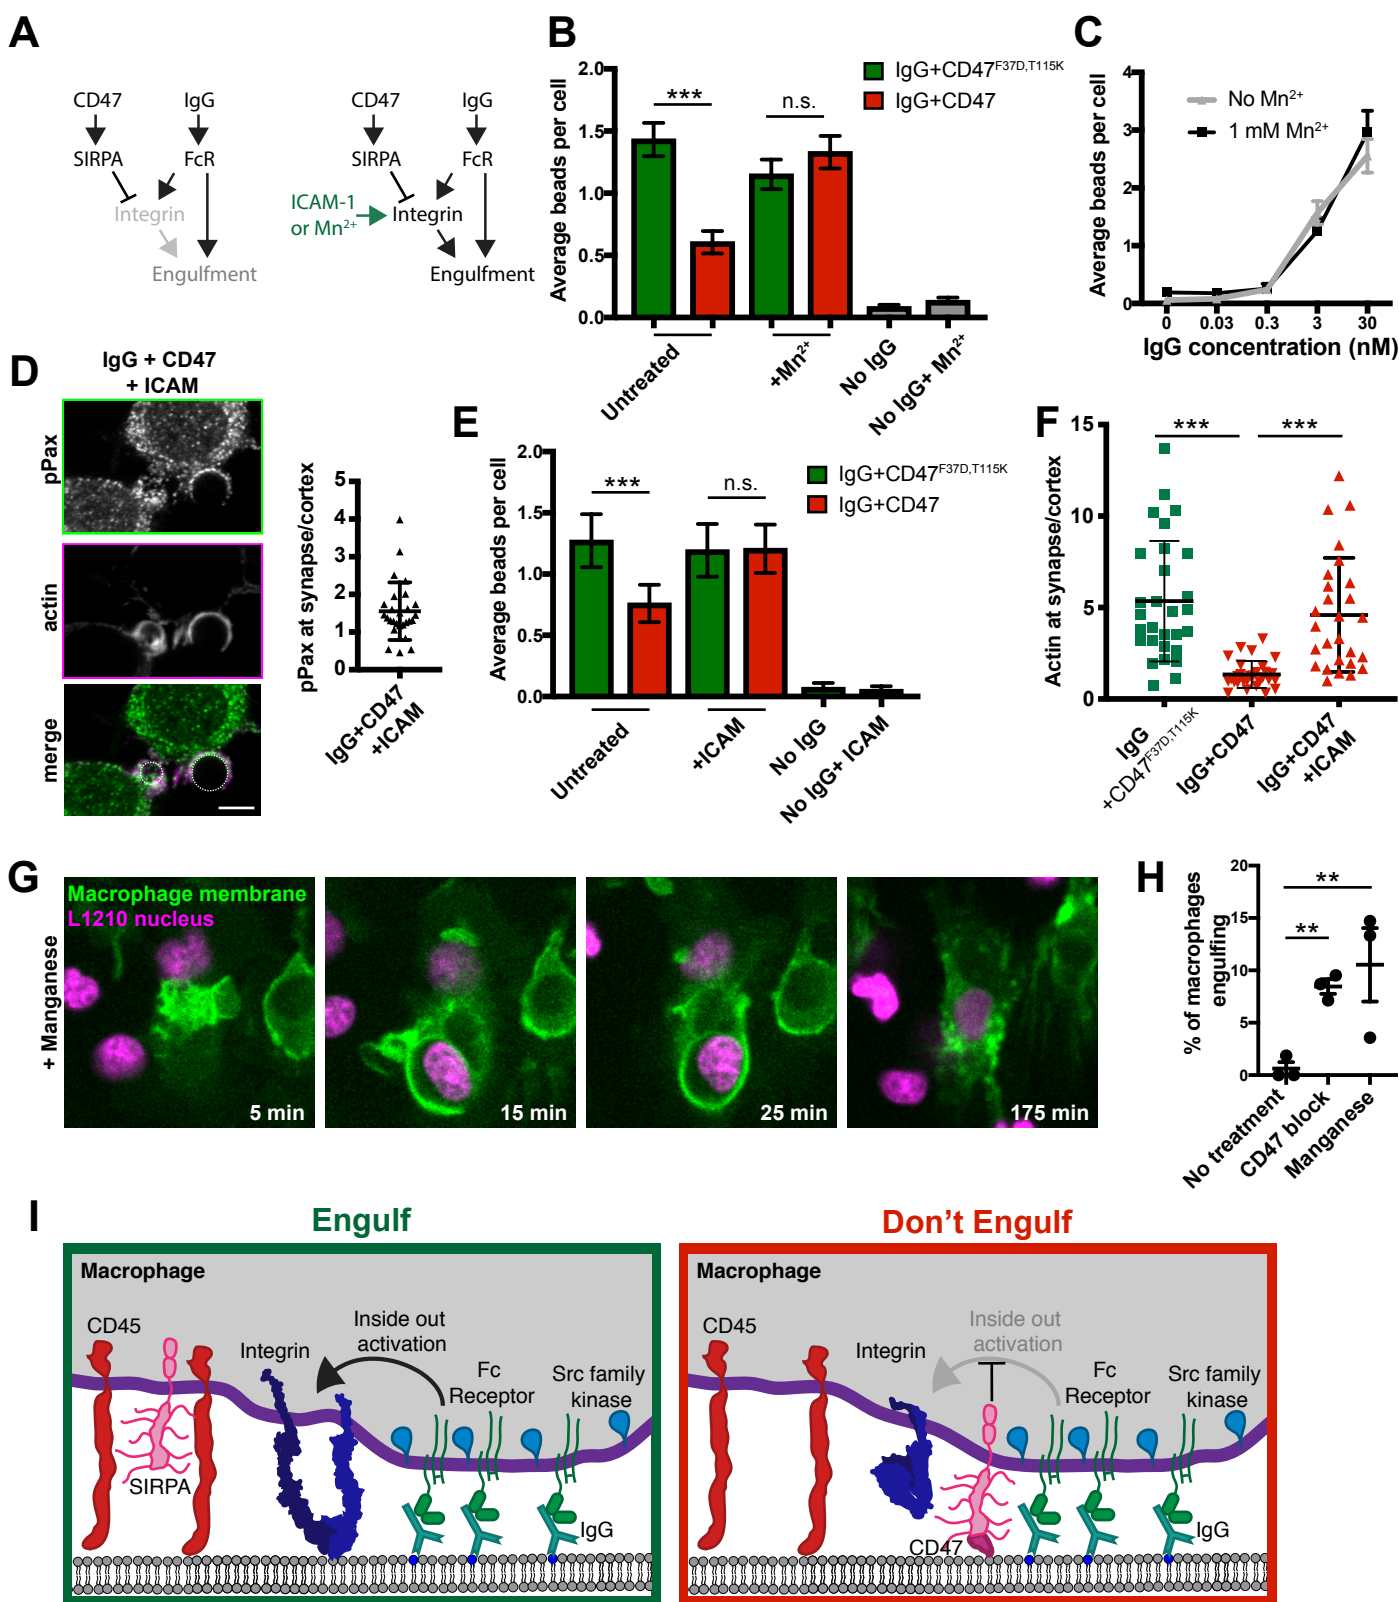 A
CD47
IgG
SIRPA
FcR
Integrin
Engulfment
CD47
IgG
SIRPA
FcR
ICAM-1
or Mn²⁺
Integrin
Engulfment
B
Average beads per cell
2.0
1.5
1.0
0.5
0.0
***
n.s.
IgG+CD47^F37D,T115K
IgG+CD47
Untreated
+Mn²⁺
No IgG
No IgG+ Mn²⁺
C
Average beads per cell
4
3
2
1
0
No Mn²⁺
1 mM Mn²⁺
0
0.03
0.3
3
30
IgG concentration (nM)
D
IgG + CD47
+ ICAM
pPax
actin
merge
pPax at synapse/cortex
5
4
3
2
1
0
IgG+CD47
+ICAM
E
Average beads per cell
2.0
1.5
1.0
0.5
0.0
***
n.s.
IgG+CD47^F37D,T115K
IgG+CD47
Untreated
+ICAM
No IgG
No IgG+ ICAM
F
Actin at synapse/cortex
15
10
5
0
***
***
IgG
+CD47^F37D,T115K
IgG+CD47
IgG+CD47
+ICAM
G
+ Manganese
Macrophage membrane
L1210 nucleus
5 min
15 min
25 min
175 min
H
% of macrophages
engulfing
20
15
10
5
0
**
**
No treatment
CD47 block
Manganese
I
Engulf
Macrophage
CD45
SIRPA
Integrin
Inside out
activation
Fc
Receptor
Src family
kinase
IgG
Don't Engulf
Macrophage
CD45
Integrin
Inside out
activation
Fc
Receptor
Src family
kinase
CD47
IgG